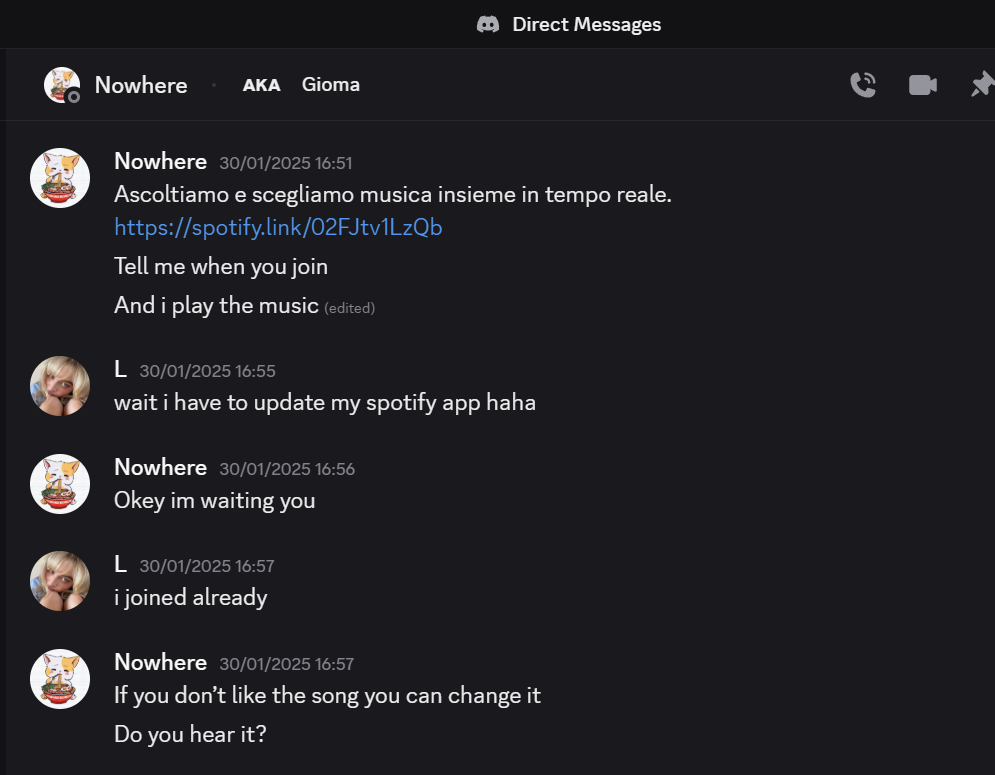 Direct Messages
Nowhere · AKA Gioma
Nowhere 30/01/2025 16:51
Ascoltiamo e scegliamo musica insieme in tempo reale.
https://spotify.link/02FJtv1LzQb
Tell me when you join
And i play the music (edited)
L 30/01/2025 16:55
wait i have to update my spotify app haha
Nowhere 30/01/2025 16:56
Okey im waiting you
L 30/01/2025 16:57
i joined already
Nowhere 30/01/2025 16:57
If you don’t like the song you can change it
Do you hear it?